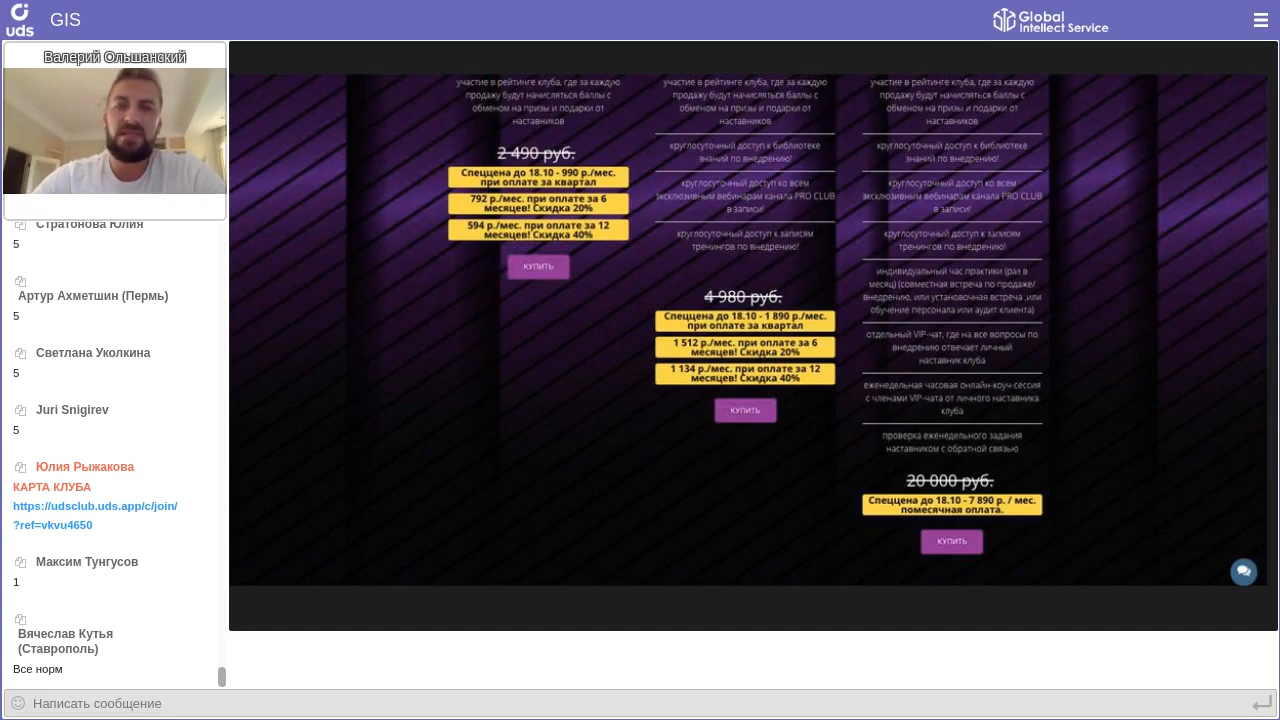 uds
GIS
Global
Intellect Service
Валерий Ольшанский
Стратонова Юлия
5
Артур Ахметшин (Пермь)
5
Светлана Уколкина
5
Juri Snigirev
5
Юлия Рыжакова
КАРТА КЛУБА
https://udsclub.uds.app/c/join/
?ref=vkvu4650
Максим Тунгусов
1
Вячеслав Кутья
(Ставрополь)
Все норм
Написать сообщение
участие в рейтинге клуба, где за каждую
продажу будут начисляться баллы с
обменом на призы и подарки от
наставников
2 490 руб.
Спеццена до 18.10 - 990 р./мес.
при оплате за квартал
792 р./мес. при оплате за 6
месяцев! Скидка 20%
594 р./мес. при оплате за 12
месяцев! Скидка 40%
КУПИТЬ
участие в рейтинге клуба, где за каждую
продажу будут начисляться баллы с
обменом на призы и подарки от
наставников
круглосуточный доступ к библиотеке
знаний по внедрению!
круглосуточный доступ ко всем
эксклюзивным вебинарам канала PRO CLUB
в записи!
круглосуточный доступ к записям
тренингов по внедрению!
4 980 руб.
Спеццена до 18.10 - 1 890 р./мес.
при оплате за квартал
1 512 р./мес. при оплате за 6
месяцев! Скидка 20%
1 134 р./мес. при оплате за 12
месяцев! Скидка 40%
КУПИТЬ
участие в рейтинге клуба, где за каждую
продажу будут начисляться баллы с
обменом на призы и подарки от
наставников
круглосуточный доступ к библиотеке
знаний по внедрению!
круглосуточный доступ ко всем
эксклюзивным вебинарам канала PRO CLUB
в записи!
круглосуточный доступ к записям
тренингов по внедрению!
индивидуальный час практики (раз в
месяц) (совместная встреча по продаже/
внедрению, или установочная встреча ,или
обучение персонала или аудит клиента)
отдельный VIP-чат, где на все вопросы по
внедрению отвечает личный
наставник клуба
еженедельная часовая онлайн-коуч-сессия
с членами VIP-чата от личного наставника
клуба
проверка еженедельного задания
наставником с обратной связью
20 000 руб.
Спеццена до 18.10 - 7 890 р. / мес.
помесячная оплата.
КУПИТЬ